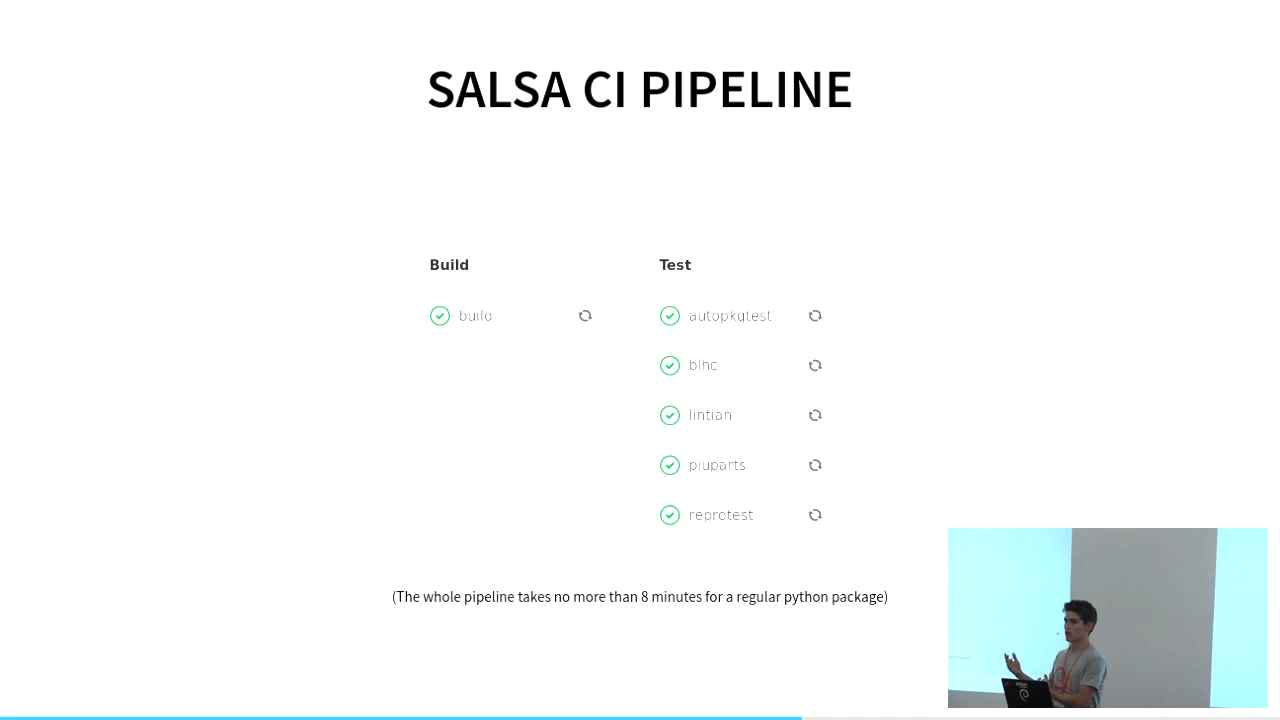 SALSA CI PIPELINE
Build
Test
build
autopkgtest
blhc
lintian
piuparts
reprotest
(The whole pipeline takes no more than 8 minutes for a regular python package)